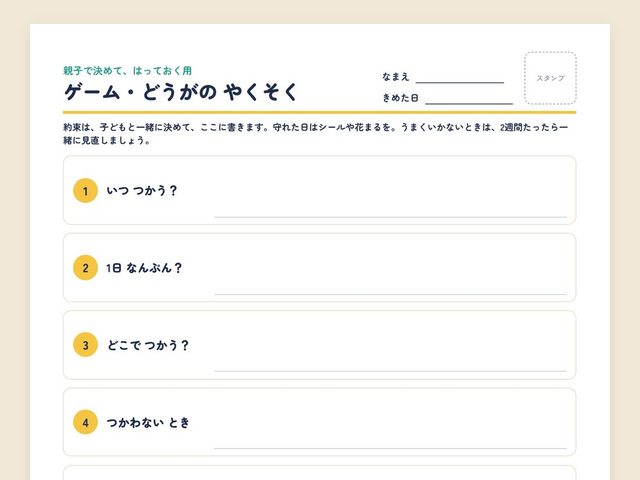 親子で決めて、はっておく用
ゲーム・どうがの やくそく
なまえ
きめた日
スタンプ
約束は、子どもと一緒に決めて、ここに書きます。守れた日はシールや花まるを。うまくいかないときは、2週間たったら一
緒に見直しましょう。
1 いつ つかう？
2 1日 なんぷん？
3 どこで つかう？
4 つかわない とき